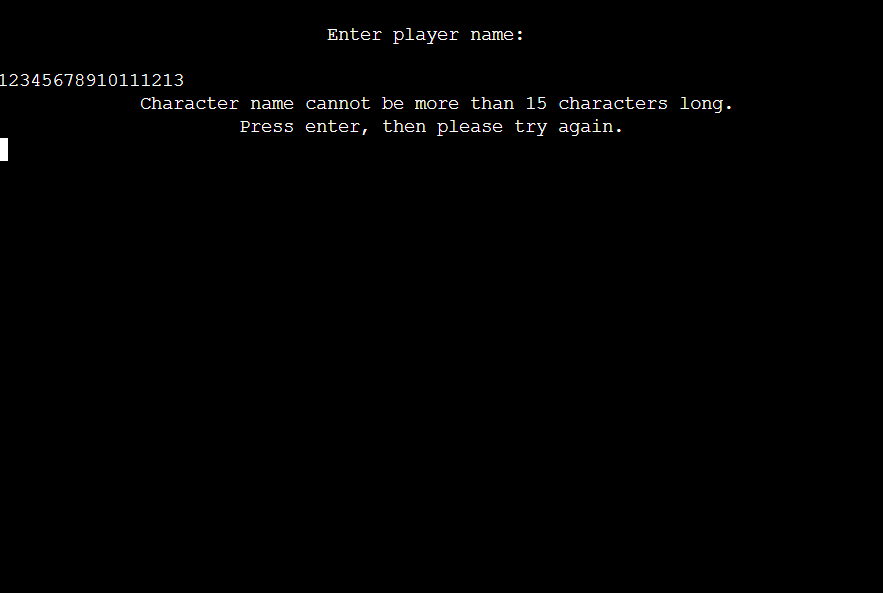 Enter player name:
12345678910111213
Character name cannot be more than 15 characters long.
Press enter, then please try again.